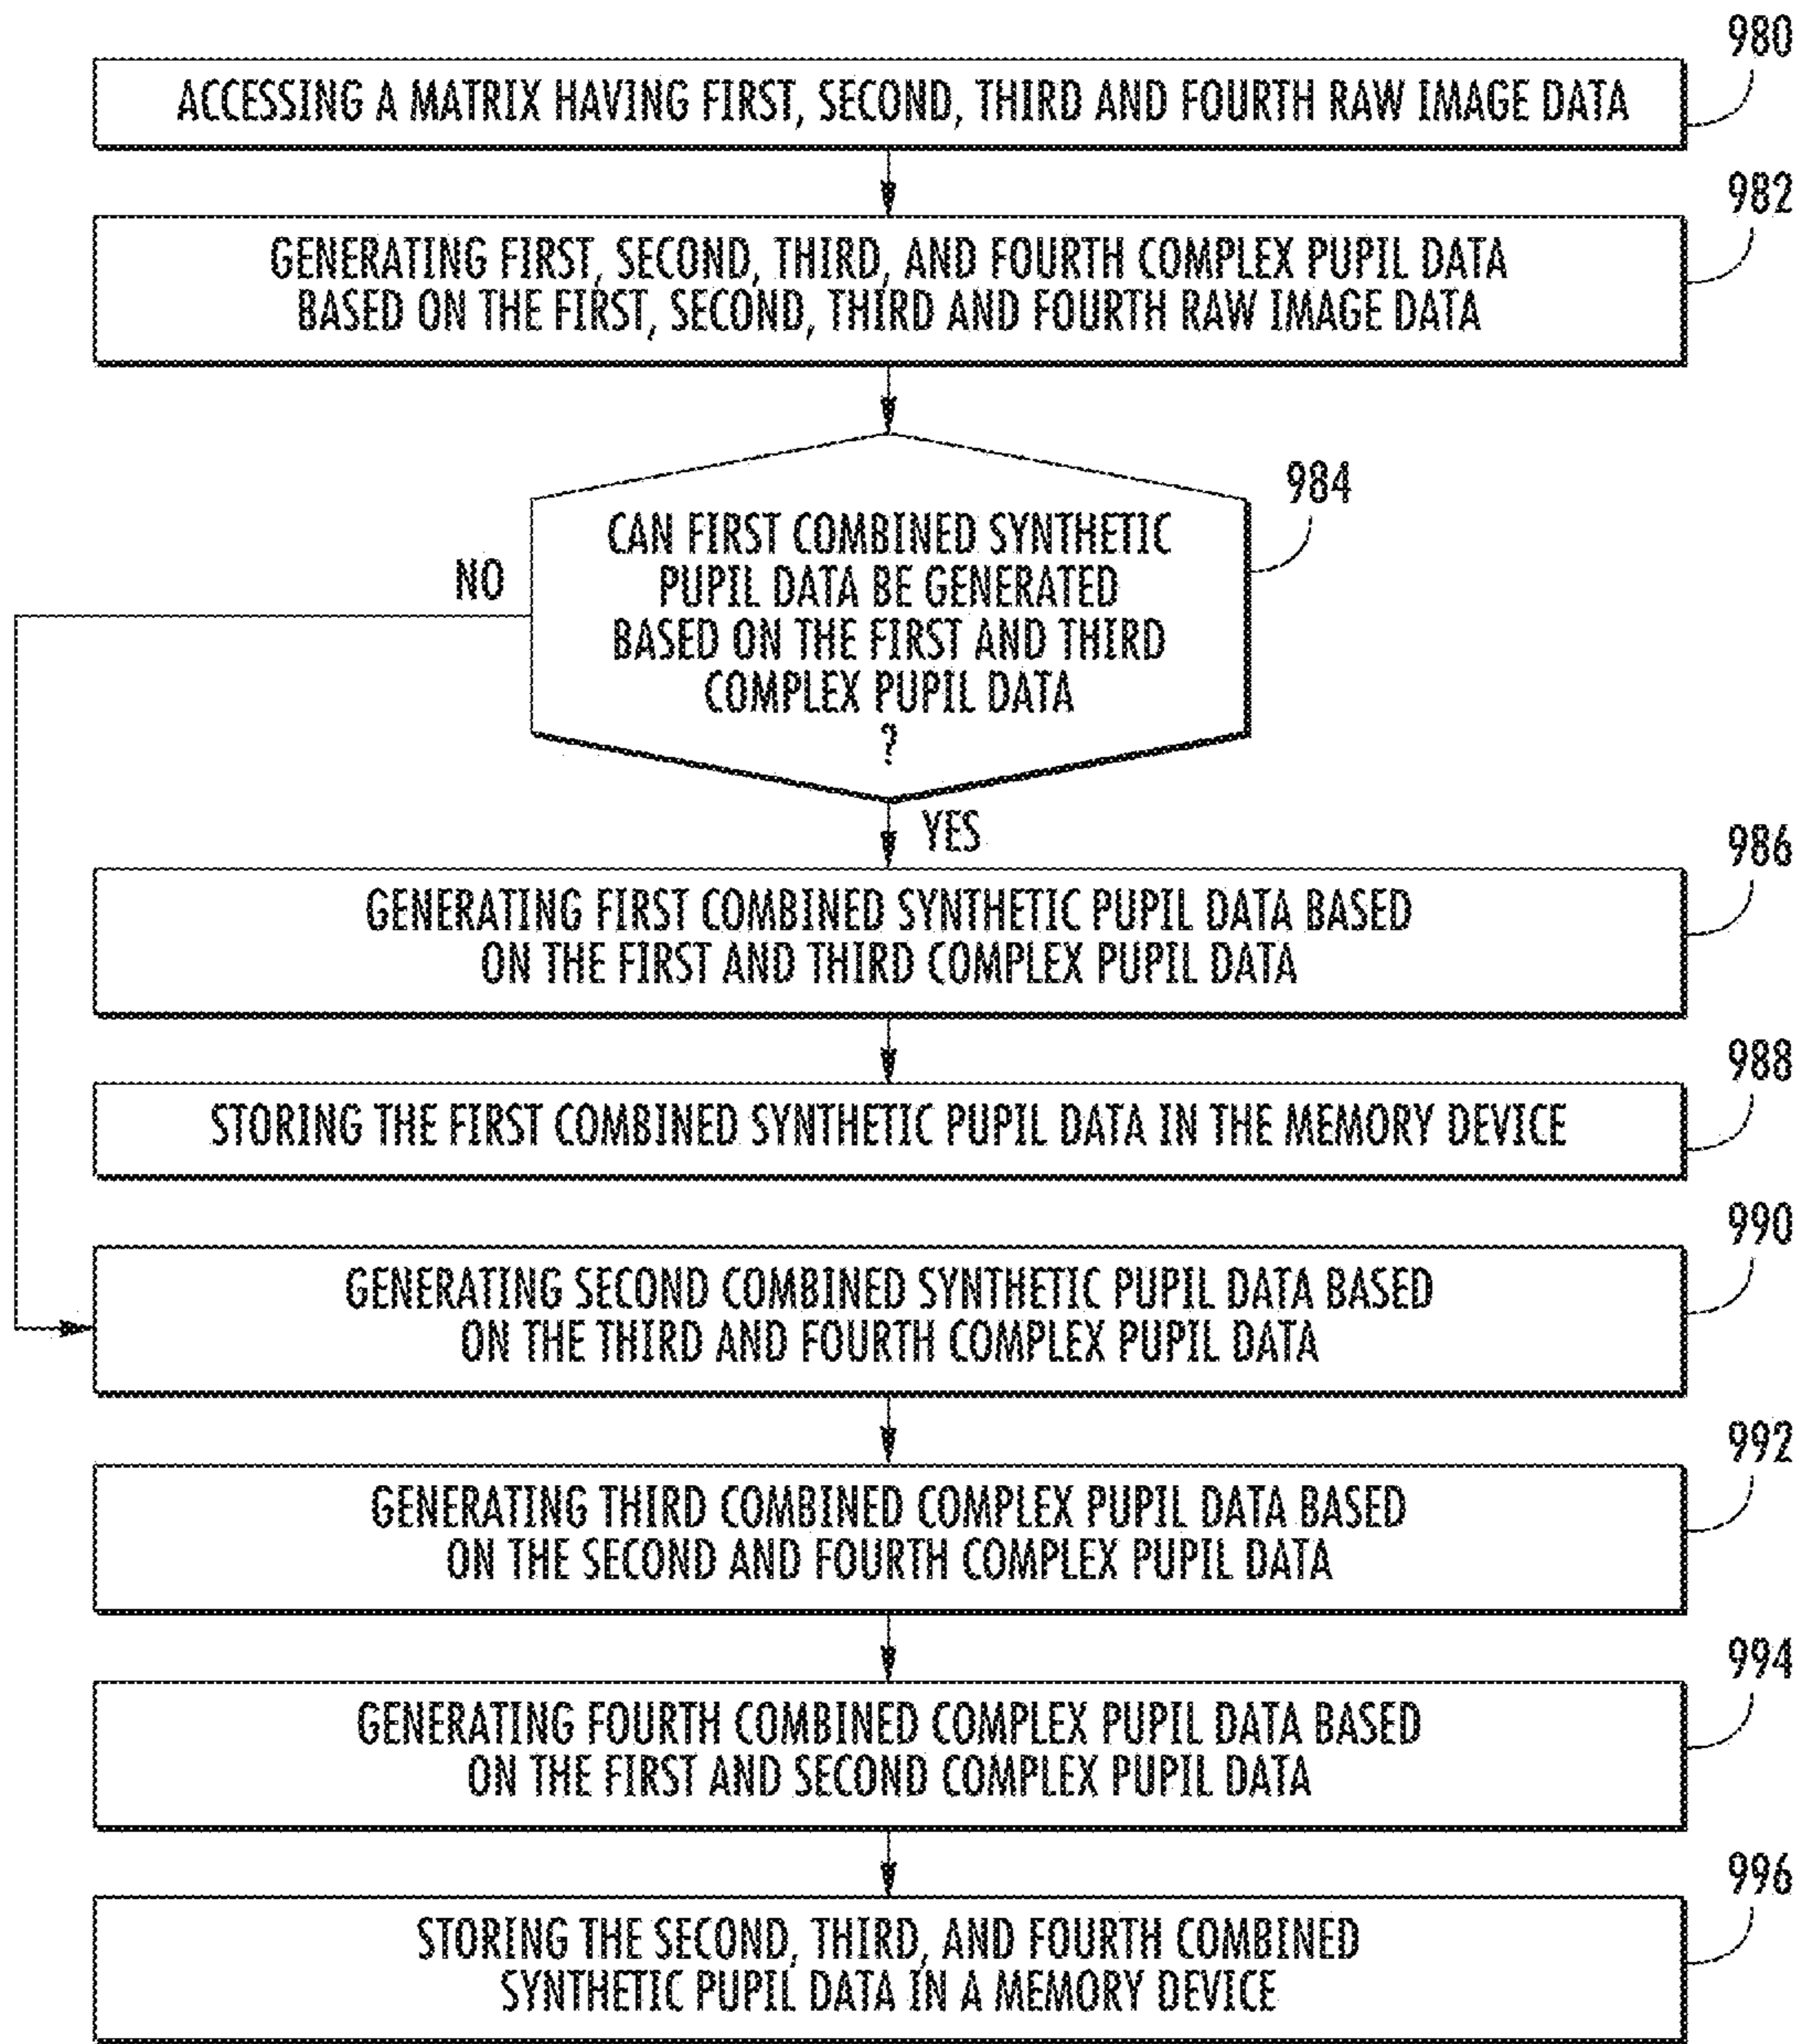 980
ACCESSING A MATRIX HAVING FIRST, SECOND, THIRD AND FOURTH RAW IMAGE DATA
982
GENERATING FIRST, SECOND, THIRD, AND FOURTH COMPLEX PUPIL DATA
BASED ON THE FIRST, SECOND, THIRD AND FOURTH RAW IMAGE DATA
984
CAN FIRST COMBINED SYNTHETIC
PUPIL DATA BE GENERATED
BASED ON THE FIRST AND THIRD
COMPLEX PUPIL DATA
?
NO
YES
986
GENERATING FIRST COMBINED SYNTHETIC PUPIL DATA BASED
ON THE FIRST AND THIRD COMPLEX PUPIL DATA
988
STORING THE FIRST COMBINED SYNTHETIC PUPIL DATA IN THE MEMORY DEVICE
990
GENERATING SECOND COMBINED SYNTHETIC PUPIL DATA BASED
ON THE THIRD AND FOURTH COMPLEX PUPIL DATA
992
GENERATING THIRD COMBINED COMPLEX PUPIL DATA BASED
ON THE SECOND AND FOURTH COMPLEX PUPIL DATA
994
GENERATING FOURTH COMBINED COMPLEX PUPIL DATA BASED
ON THE FIRST AND SECOND COMPLEX PUPIL DATA
996
STORING THE SECOND, THIRD, AND FOURTH COMBINED
SYNTHETIC PUPIL DATA IN A MEMORY DEVICE